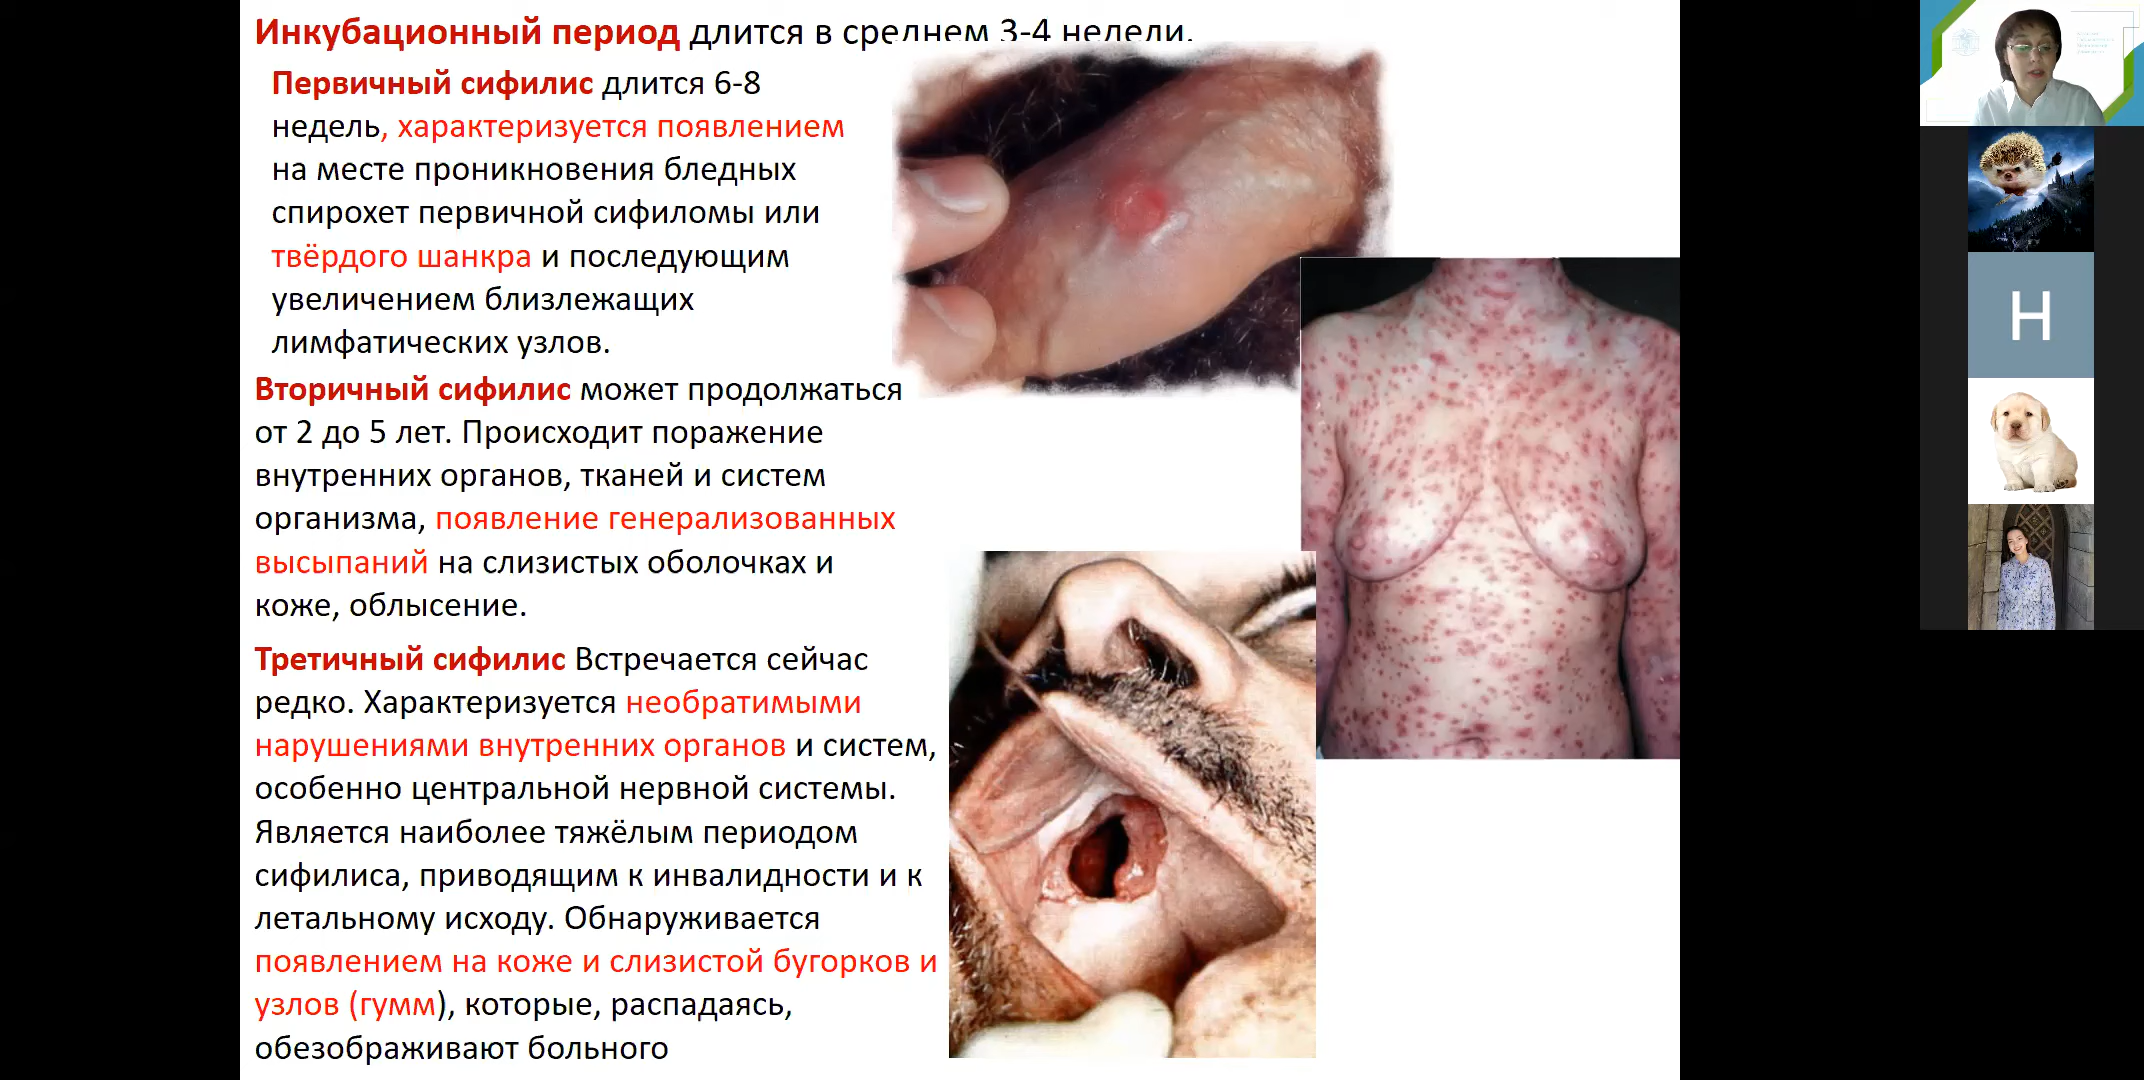 Инкубационный период длится в среднем 3-4 недели.
Первичный сифилис длится 6-8
недель, характеризуется появлением
на месте проникновения бледных
спирохет первичной сифиломы или
твёрдого шанкра и последующим
увеличением близлежащих
лимфатических узлов.
Вторичный сифилис может продолжаться
от 2 до 5 лет. Происходит поражение
внутренних органов, тканей и систем
организма, появление генерализованных
высыпаний на слизистых оболочках и
коже, облысение.
Третичный сифилис Встречается сейчас
редко. Характеризуется необратимыми
нарушениями внутренних органов и систем,
особенно центральной нервной системы.
Является наиболее тяжёлым периодом
сифилиса, приводящим к инвалидности и к
летальному исходу. Обнаруживается
появлением на коже и слизистой бугорков и
узлов (гумм), которые, распадаясь,
обезображивают больного
Н